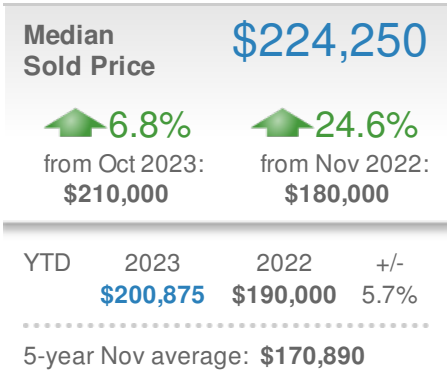 Median
Sold Price
$224,250
6.8%
from Oct 2023:
$210,000
24.6%
from Nov 2022:
$180,000
YTD 2023 2022 +/-
$200,875 $190,000 5.7%
5-year Nov average: $170,890